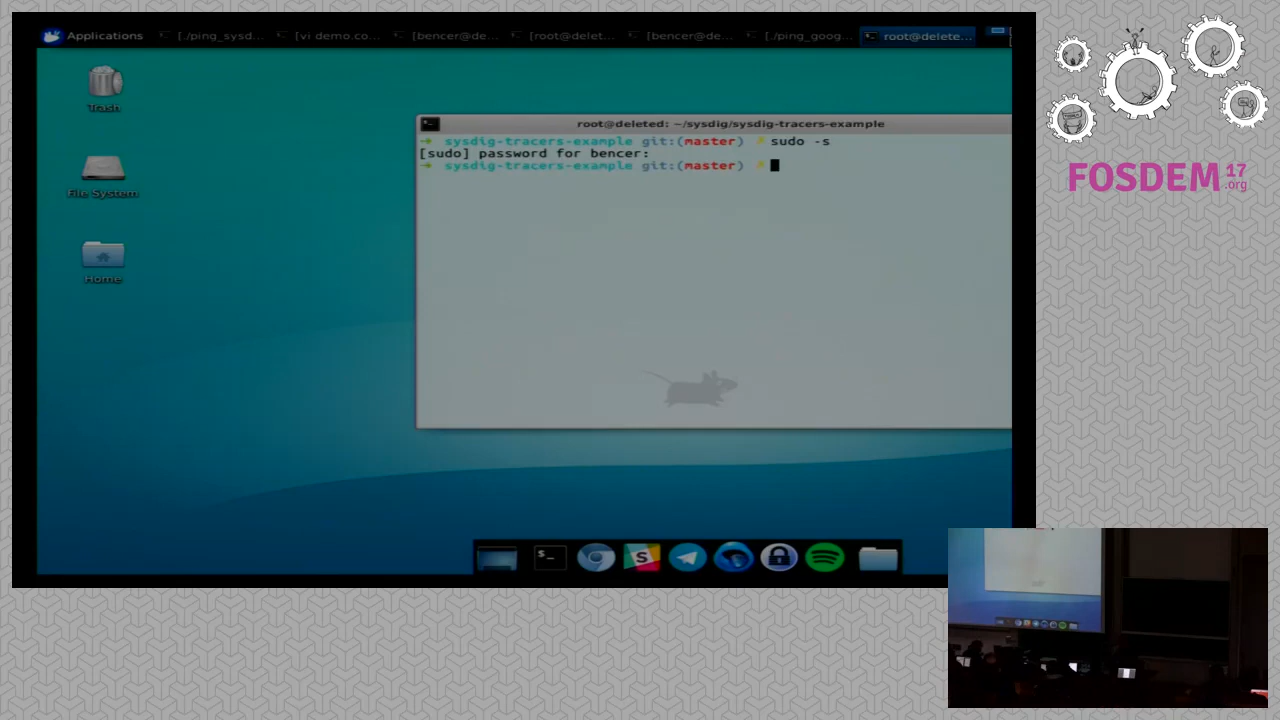 Applications
[./ping_sysd...
[vi demo.co...
[bencer@de...
[root@delet...
[bencer@de...
[./ping_goog...
root@delete...
Trash
File System
Home
root@deleted: ~/sysdig/sysdig-tracers-example
→ sysdig-tracers-example git:(master) ✗ sudo -s
[sudo] password for bencer:
→ sysdig-tracers-example git:(master) ✗
$_
S
FOSDEM 17
.org